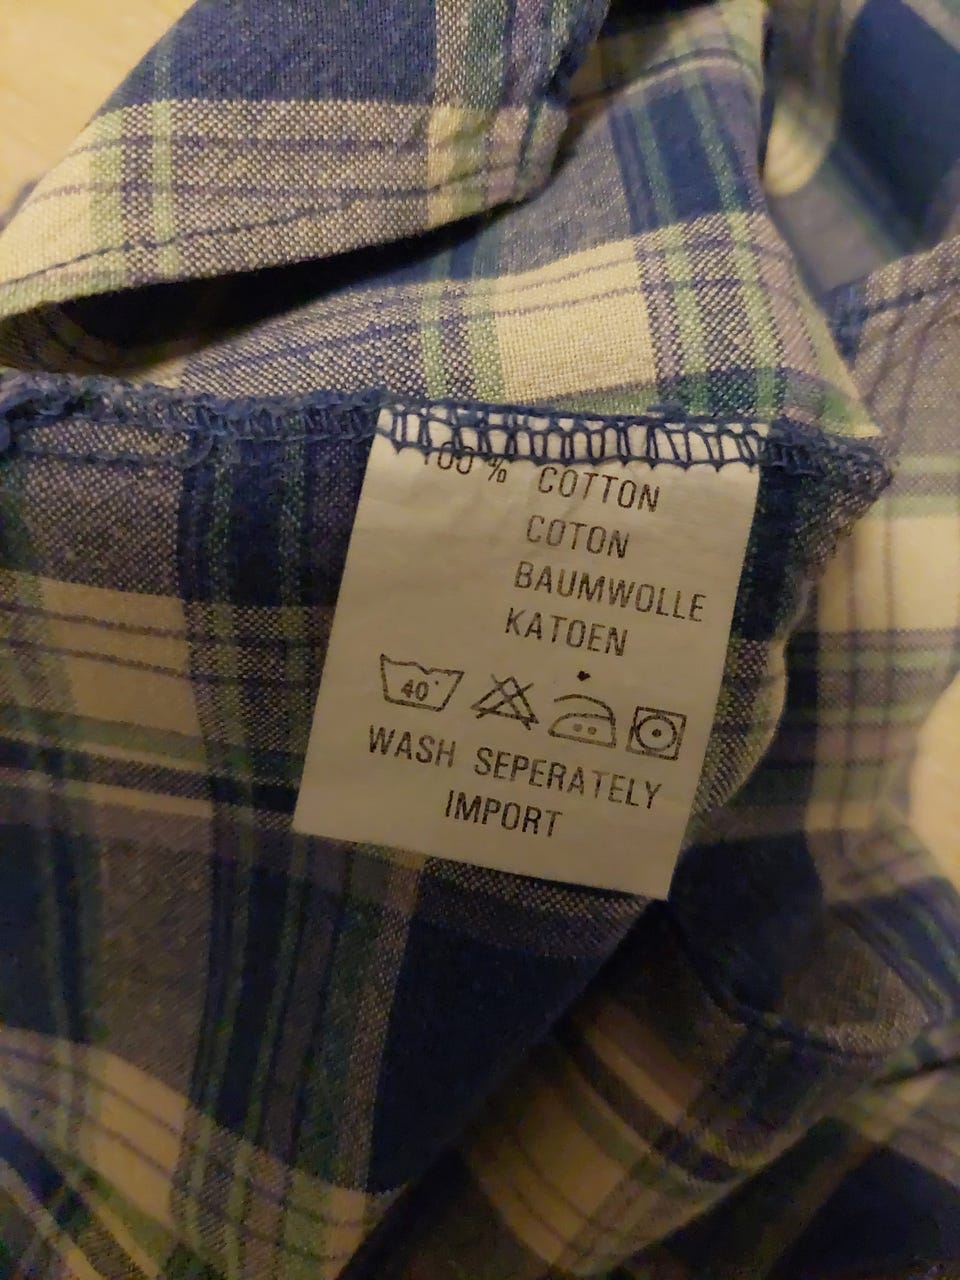 100% COTTON
COTON
BAUMWOLLE
KATOEN
40
WASH SEPERATELY
IMPORT